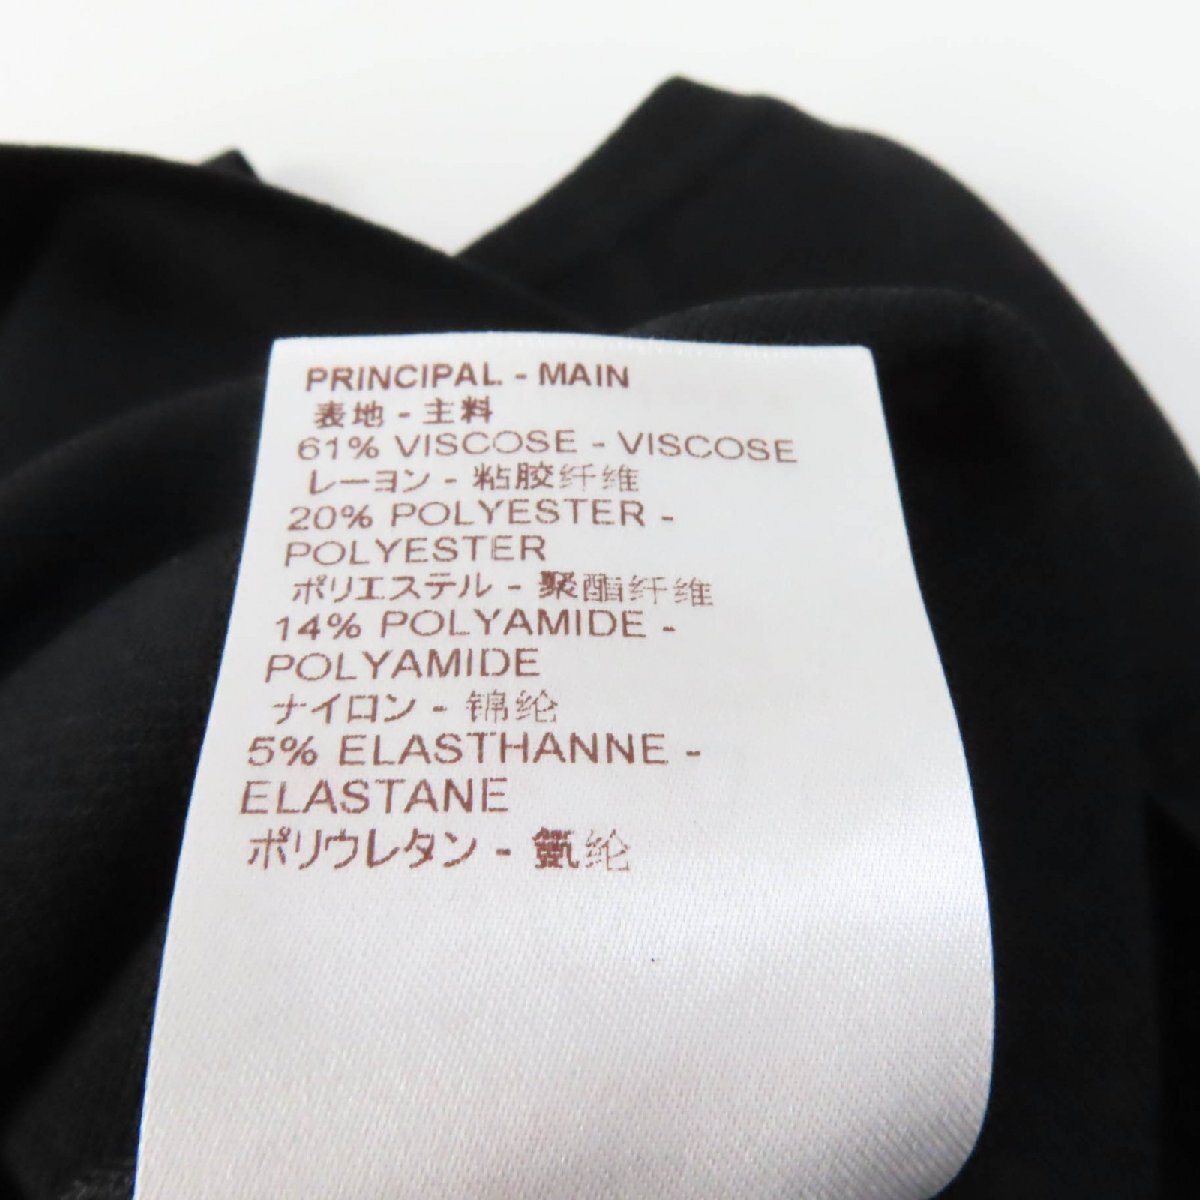 PRINCIPAL - MAIN
表地 - 主料
61% VISCOSE - VISCOSE
レーヨン - 粘胶纤维
20% POLYESTER -
POLYESTER
ポリエステル - 聚酯纤维
14% POLYAMIDE -
POLYAMIDE
ナイロン - 锦纶
5% ELASTHANNE -
ELASTANE
ポリウレタン - 氨纶